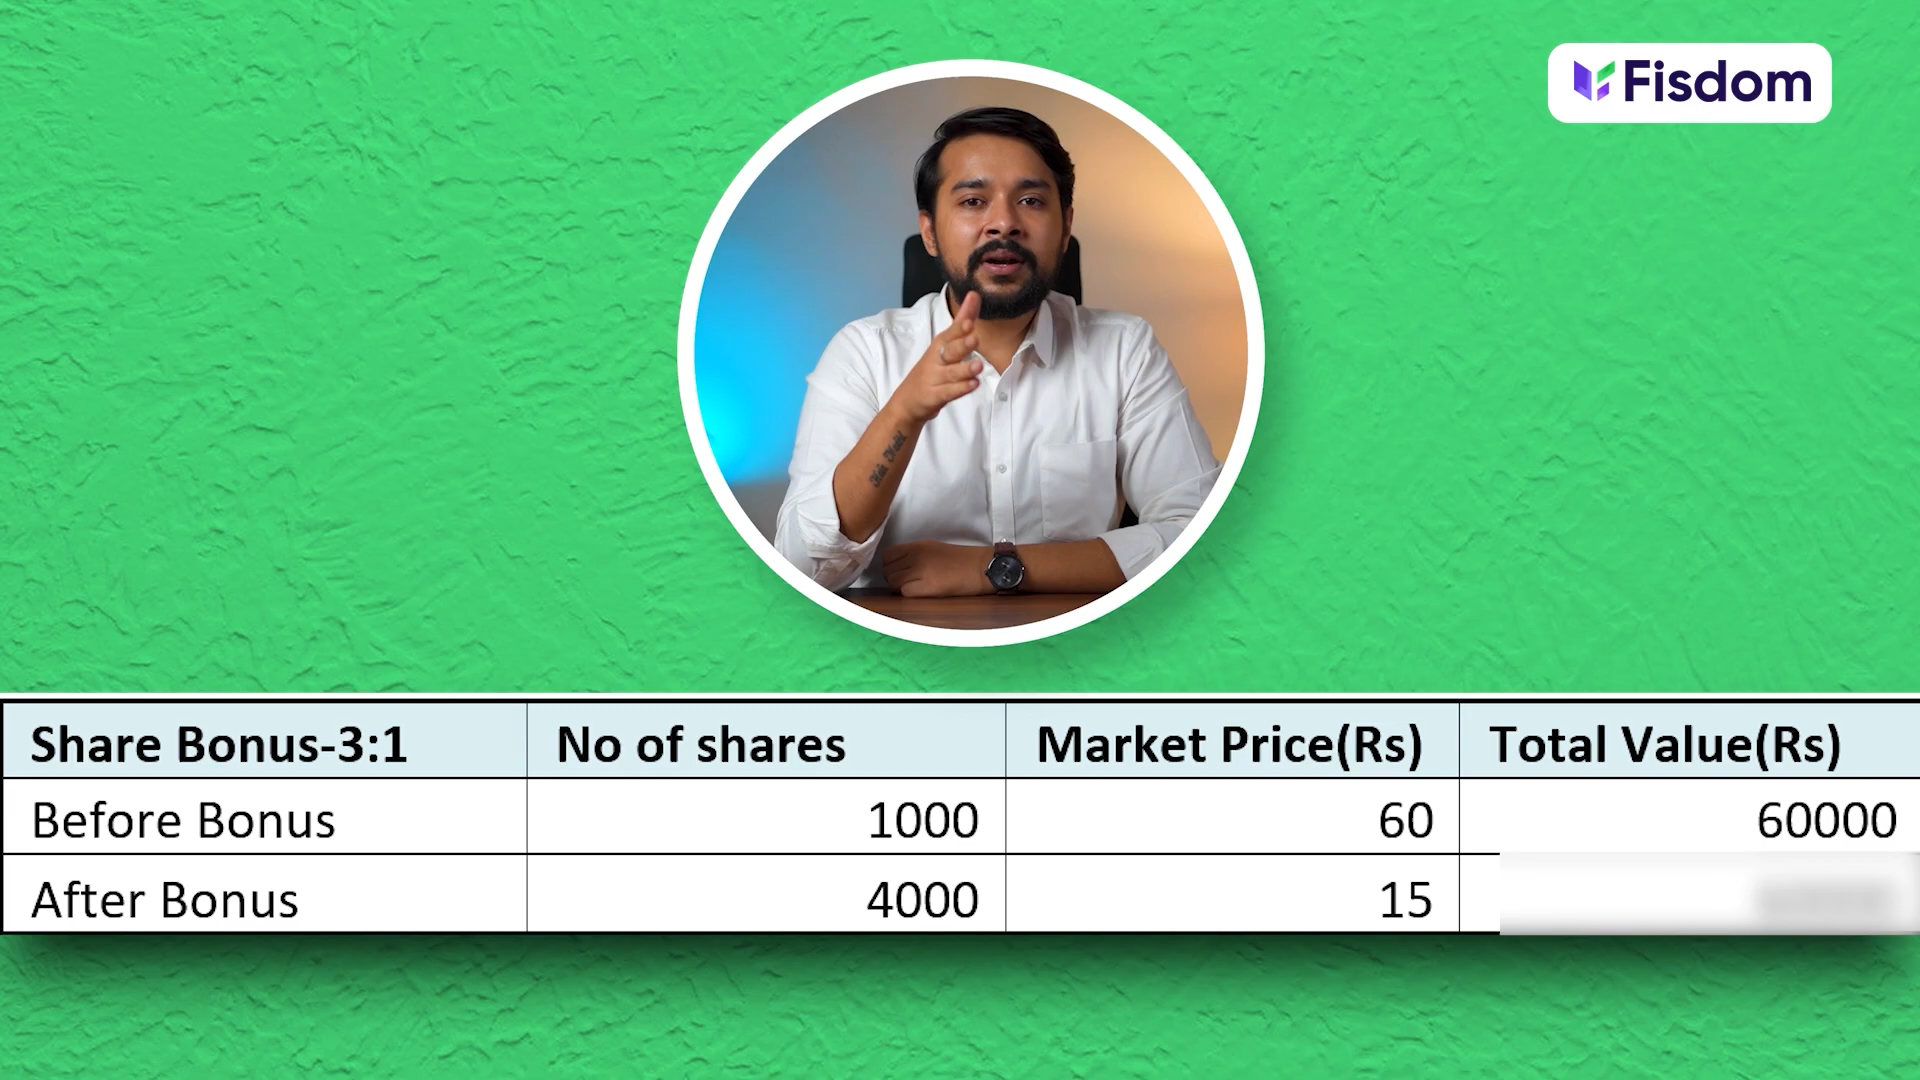 Fisdom
Share Bonus-3:1 No of shares Market Price(Rs) Total Value(Rs)
Before Bonus 1000 60 60000
After Bonus 4000 15